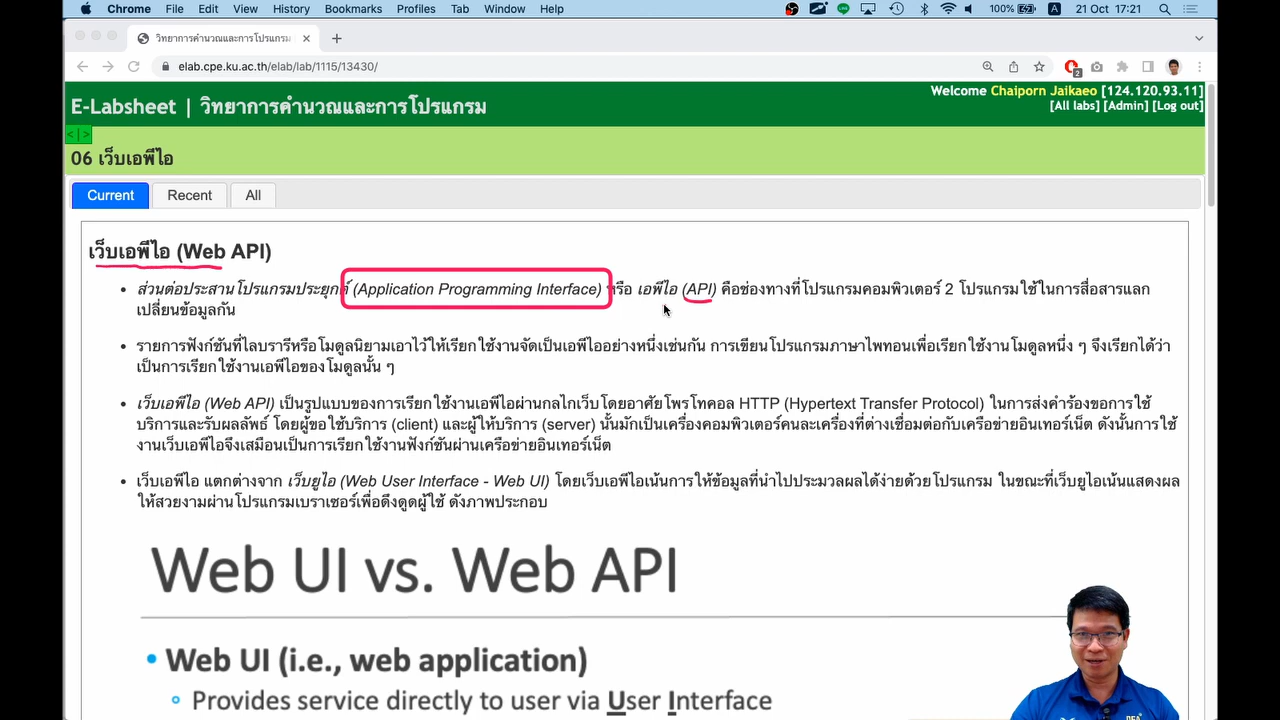 Chrome File Edit View History Bookmarks Profiles Tab Window Help 100% A 21 Oct 17:21
วิทยาการคำนวณและการโปรแกรม
elab.cpe.ku.ac.th/elab/lab/1115/13430/
2
E-Labsheet | วิทยาการคำนวณและการโปรแกรม
Welcome Chaiporn Jaikaeo [124.120.93.11]
[All labs] [Admin] [Log out]
<|>
06 เว็บเอพีไอ
Current Recent All
เว็บเอพีไอ (Web API)
• ส่วนต่อประสานโปรแกรมประยุกต์ (Application Programming Interface) หรือ เอพีไอ (API) คือช่องทางที่โปรแกรมคอมพิวเตอร์ 2 โปรแกรมใช้ในการสื่อสารแลก
เปลี่ยนข้อมูลกัน
• รายการฟังก์ชันที่ไลบรารีหรือโมดูลนิยามเอาไว้ให้เรียกใช้งานจัดเป็นเอพีไออย่างหนึ่งเช่นกัน การเขียนโปรแกรมภาษาไพทอนเพื่อเรียกใช้งานโมดูลหนึ่ง ๆ จึงเรียกได้ว่า
เป็นการเรียกใช้งานเอพีไอของโมดูลนั้น ๆ
• เว็บเอพีไอ (Web API) เป็นรูปแบบของการเรียกใช้งานเอพีไอผ่านกลไกเว็บโดยอาศัยโพรโทคอล HTTP (Hypertext Transfer Protocol) ในการส่งคำร้องขอการใช้
บริการและรับผลลัพธ์ โดยผู้ขอใช้บริการ (client) และผู้ให้บริการ (server) นั้นมักเป็นเครื่องคอมพิวเตอร์คนละเครื่องที่ต่างเชื่อมต่อกับเครือข่ายอินเทอร์เน็ต ดังนั้นการใช้
งานเว็บเอพีไอจึงเสมือนเป็นการเรียกใช้งานฟังก์ชันผ่านเครือข่ายอินเทอร์เน็ต
• เว็บเอพีไอ แตกต่างจาก เว็บยูไอ (Web User Interface - Web UI) โดยเว็บเอพีไอเน้นการให้ข้อมูลที่นำไปประมวลผลได้ง่ายด้วยโปรแกรม ในขณะที่เว็บยูไอเน้นแสดงผล
ให้สวยงามผ่านโปรแกรมเบราเซอร์เพื่อดึงดูดผู้ใช้ ดังภาพประกอบ
Web UI vs. Web API
• Web UI (i.e., web application)
Provides service directly to user via User Interface